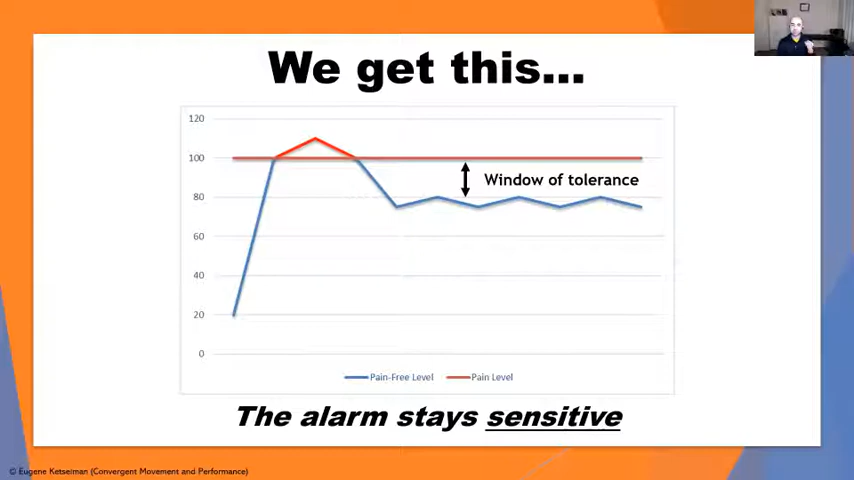 We get this...
120
100
80
60
40
20
0
Window of tolerance
Pain-Free Level
Pain Level
The alarm stays sensitive
© Eugene Ketselman (Convergent Movement and Performance)